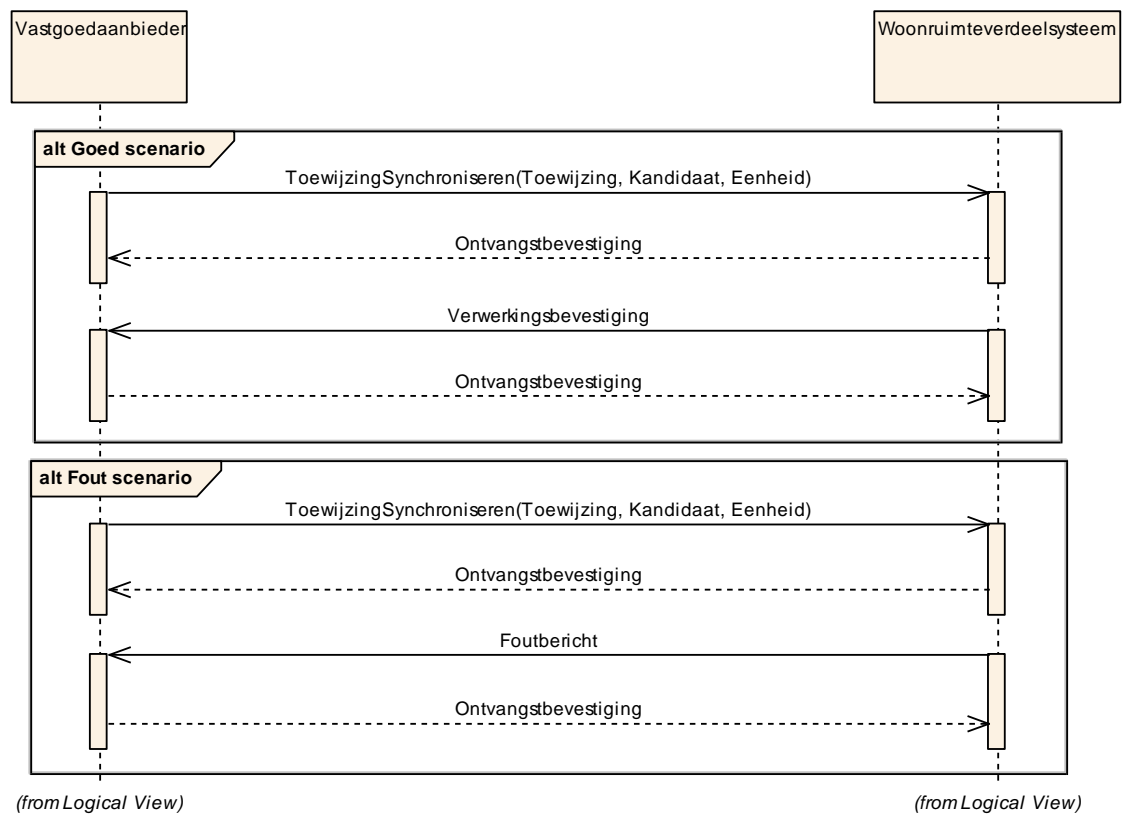 Vastgoedaanbieder
Woonruimteverdeelsysteem
alt Goed scenario
ToewijzingSynchroniseren(Toewijzing, Kandidaat, Eenheid)
Ontvangstbevestiging
Verwerkingsbevestiging
Ontvangstbevestiging
alt Fout scenario
ToewijzingSynchroniseren(Toewijzing, Kandidaat, Eenheid)
Ontvangstbevestiging
Foutbericht
Ontvangstbevestiging
(from Logical View)
(from Logical View)